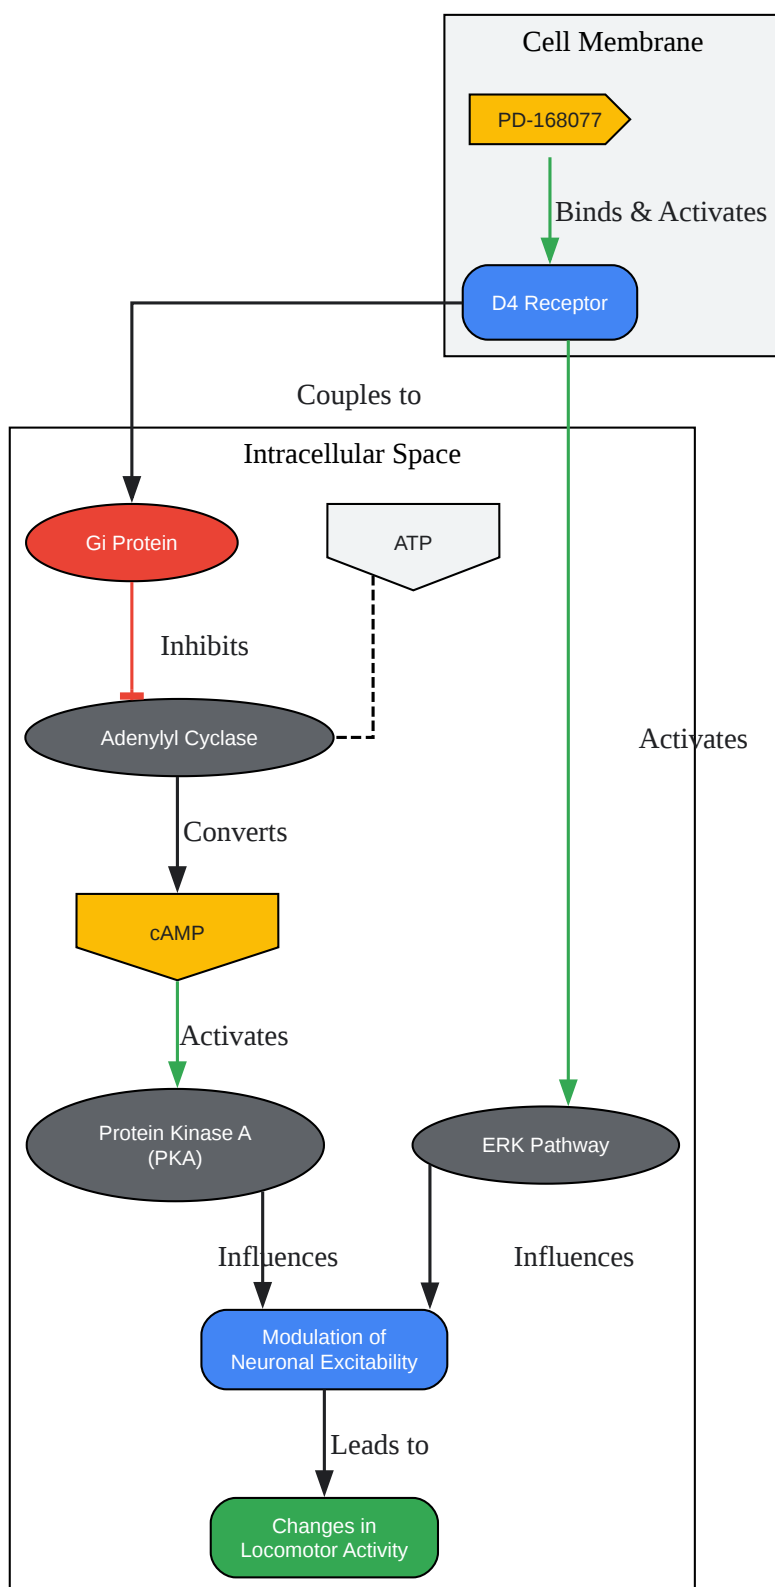 Cell Membrane
PD-168077
Binds & Activates
D4 Receptor
Couples to
Intracellular Space
Gi Protein
ATP
Inhibits
Adenylyl Cyclase
Activates
Converts
cAMP
Activates
Protein Kinase A
(PKA)
ERK Pathway
Influences
Influences
Modulation of
Neuronal Excitability
Leads to
Changes in
Locomotor Activity